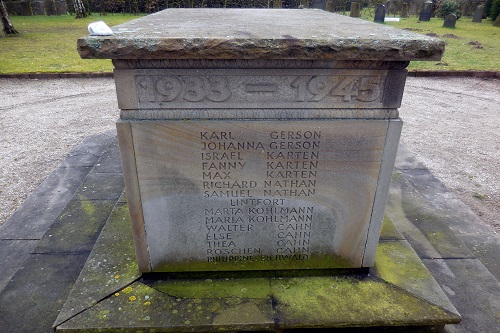 1933 — 1945
KARL GERSON
JOHANNA GERSON
ISRAEL KARTEN
FANNY KARTEN
MAX KARTEN
RICHARD NATHAN
SAMUEL NATHAN
LINTFORT
MARTA KOHLMANN
MARIA KOHLMANN
WALTER CAHN
ELSE CAHN
THEA CAHN
ROSCHEN CAHN